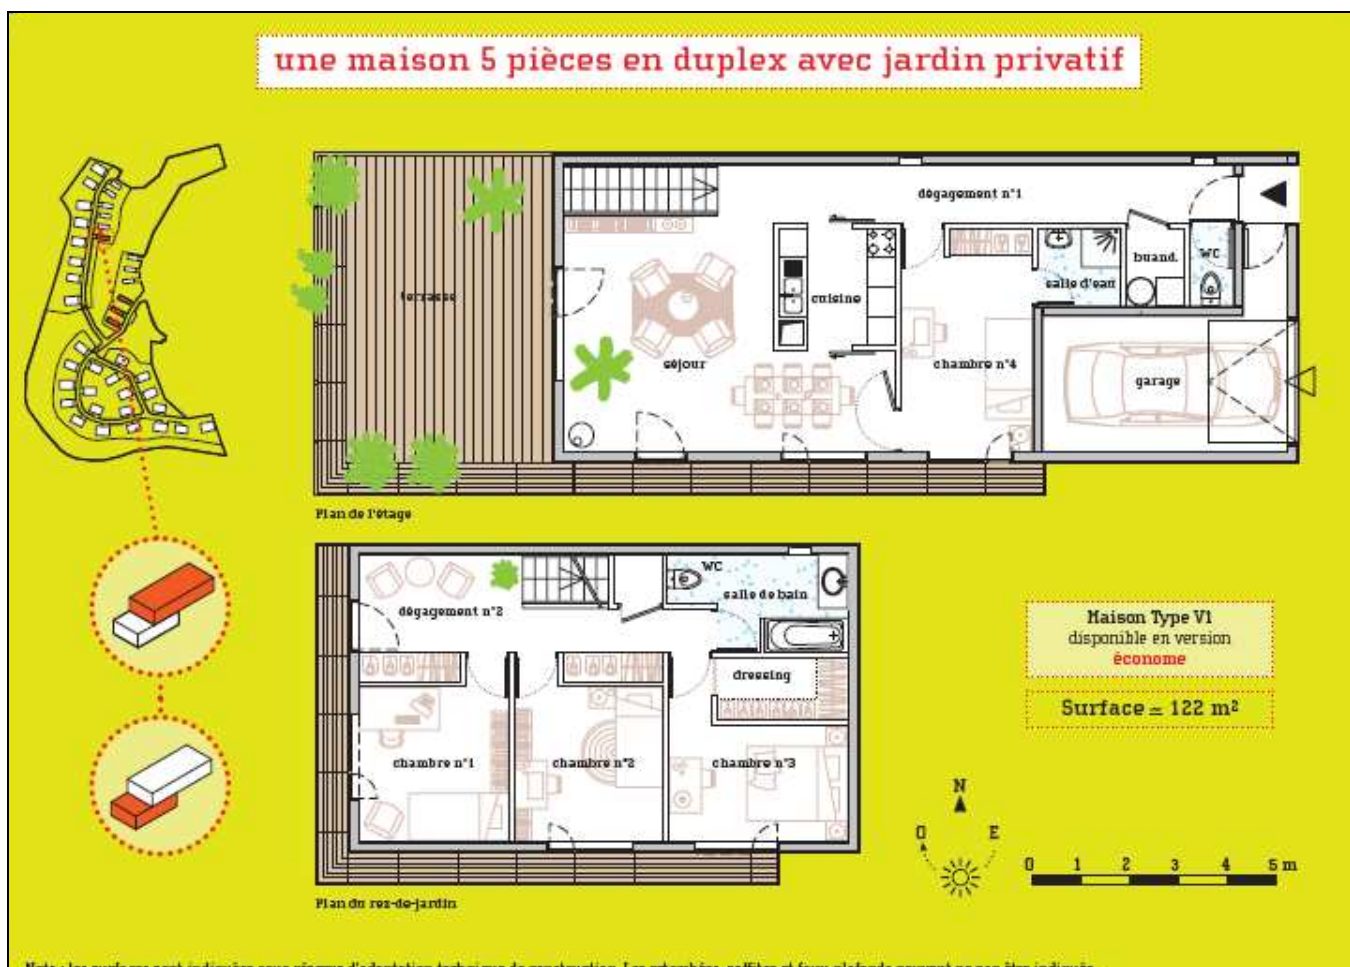 une maison 5 pièces en duplex avec jardin privatif
dégagement n°1
terrasse
séjour
cuisine
chambre n°4
salle d'eau
buand.
WC
garage
Plan de l'étage
WC
salle de bain
dégagement n°2
dressing
chambre n°1
chambre n°2
chambre n°3
Plan du rez-de-jardin
Maison Type V1
disponible en version
économe
Surface ≃ 122 m²
N
O E
0 1 2 3 4 5 m